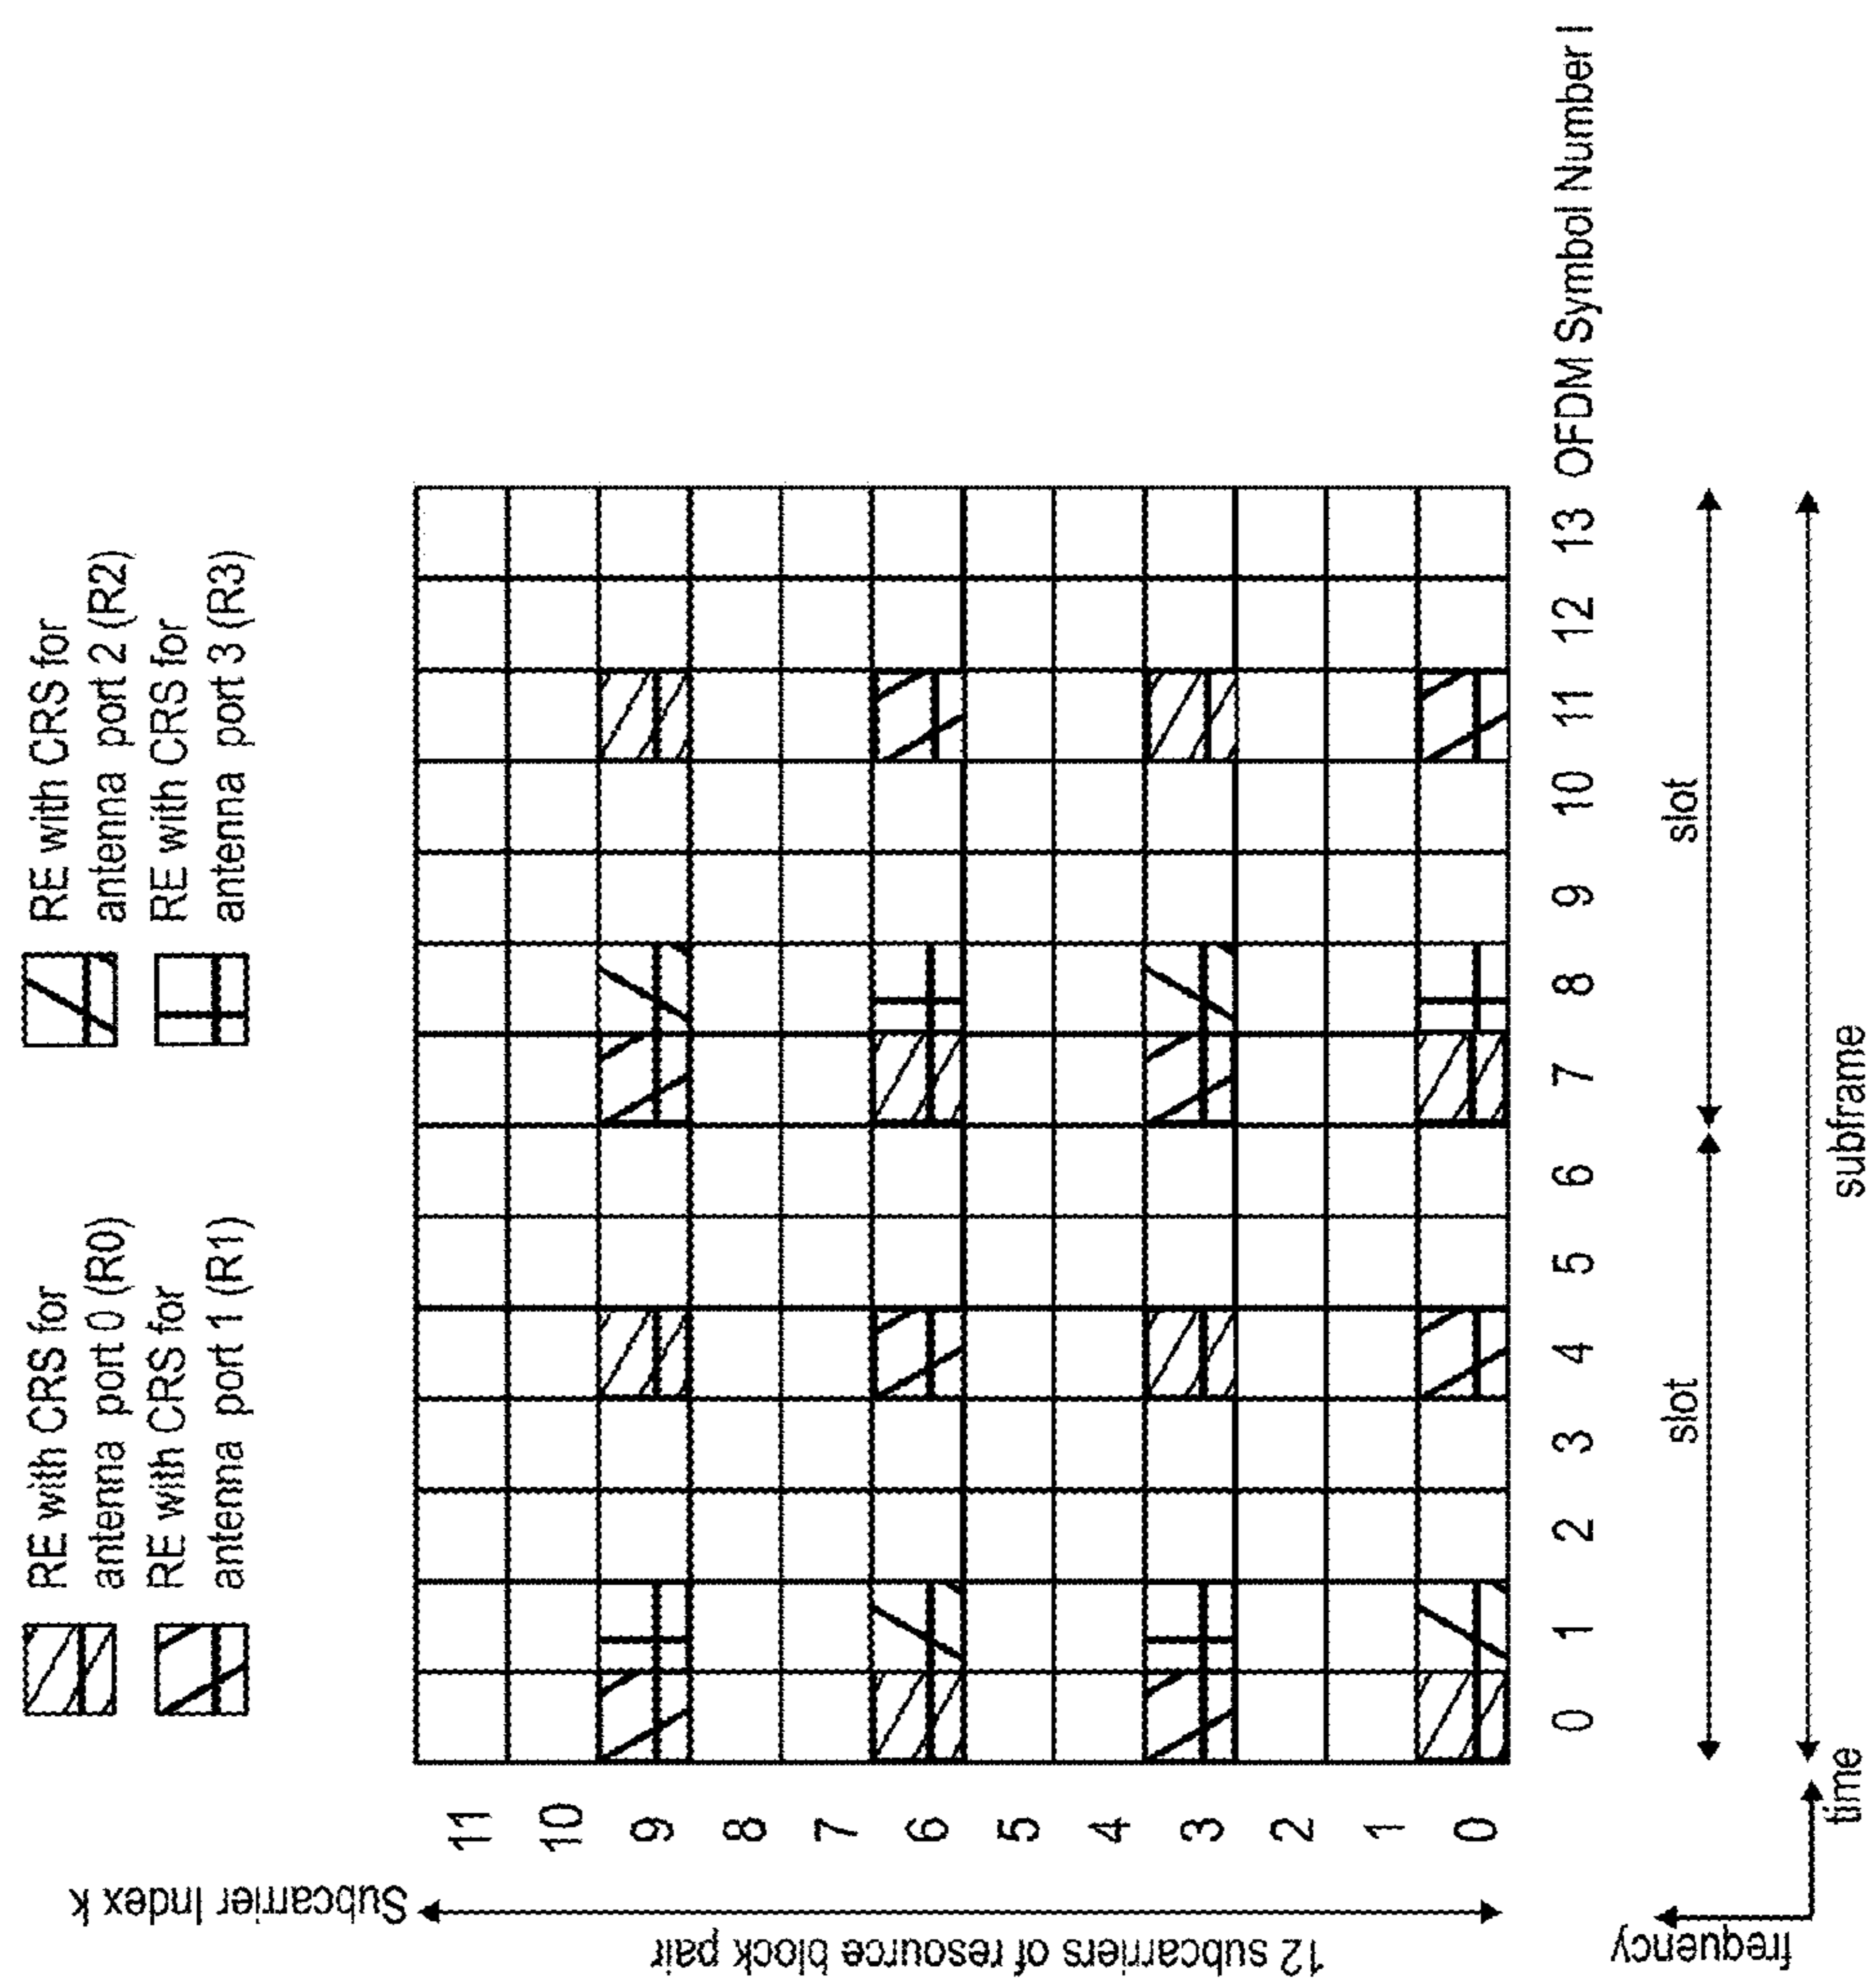 RE with CRS for
antenna port 0 (R0)
RE with CRS for
antenna port 1 (R1)
RE with CRS for
antenna port 2 (R2)
RE with CRS for
antenna port 3 (R3)
Subcarrier Index k
12 subcarriers of resource block pair
11
10
9
8
7
6
5
4
3
2
1
0
0 1 2 3 4 5 6 7 8 9 10 11 12 13 OFDM Symbol Number l
slot
slot
subframe
frequency
time